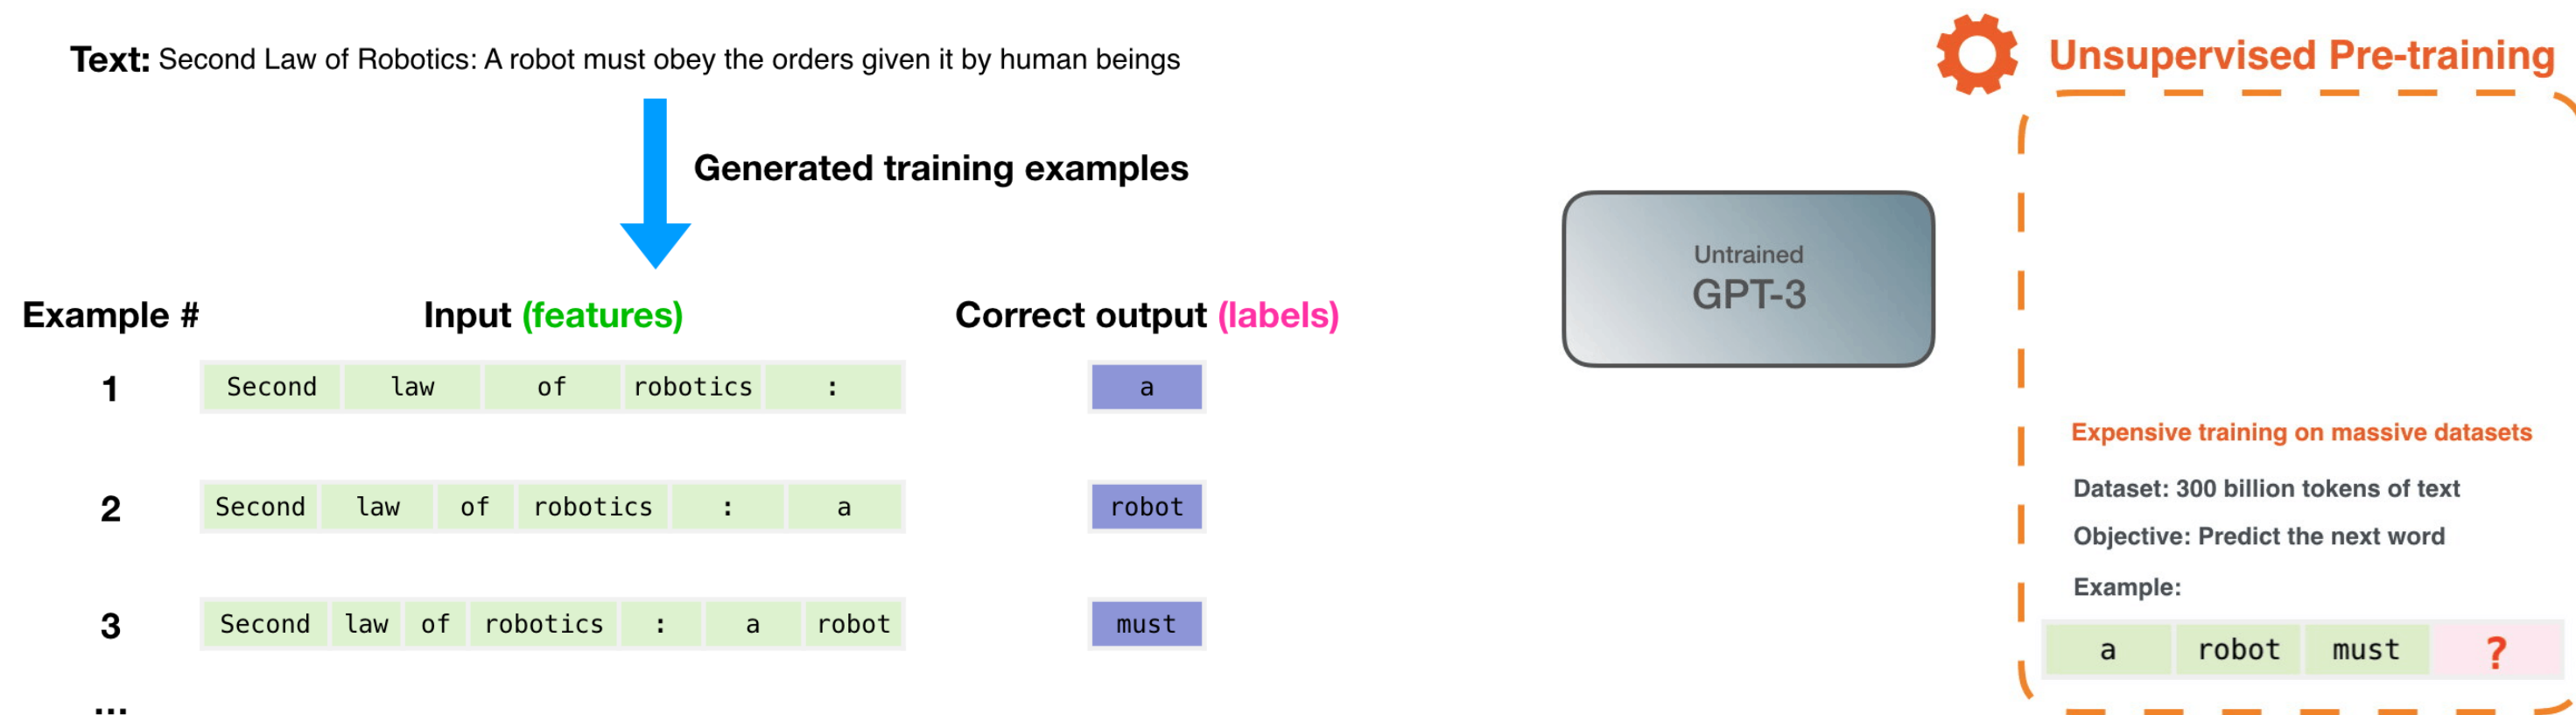 Text: Second Law of Robotics: A robot must obey the orders given it by human beings
Generated training examples
Example # Input (features) Correct output (labels)
1 Second law of robotics : a
2 Second law of robotics : a robot
3 Second law of robotics : a robot must
...
Untrained
GPT-3
Unsupervised Pre-training
Expensive training on massive datasets
Dataset: 300 billion tokens of text
Objective: Predict the next word
Example:
a robot must ?